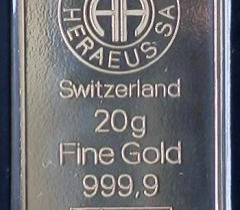 HERAEUS SA
Switzerland
20g
Fine Gold
999,9